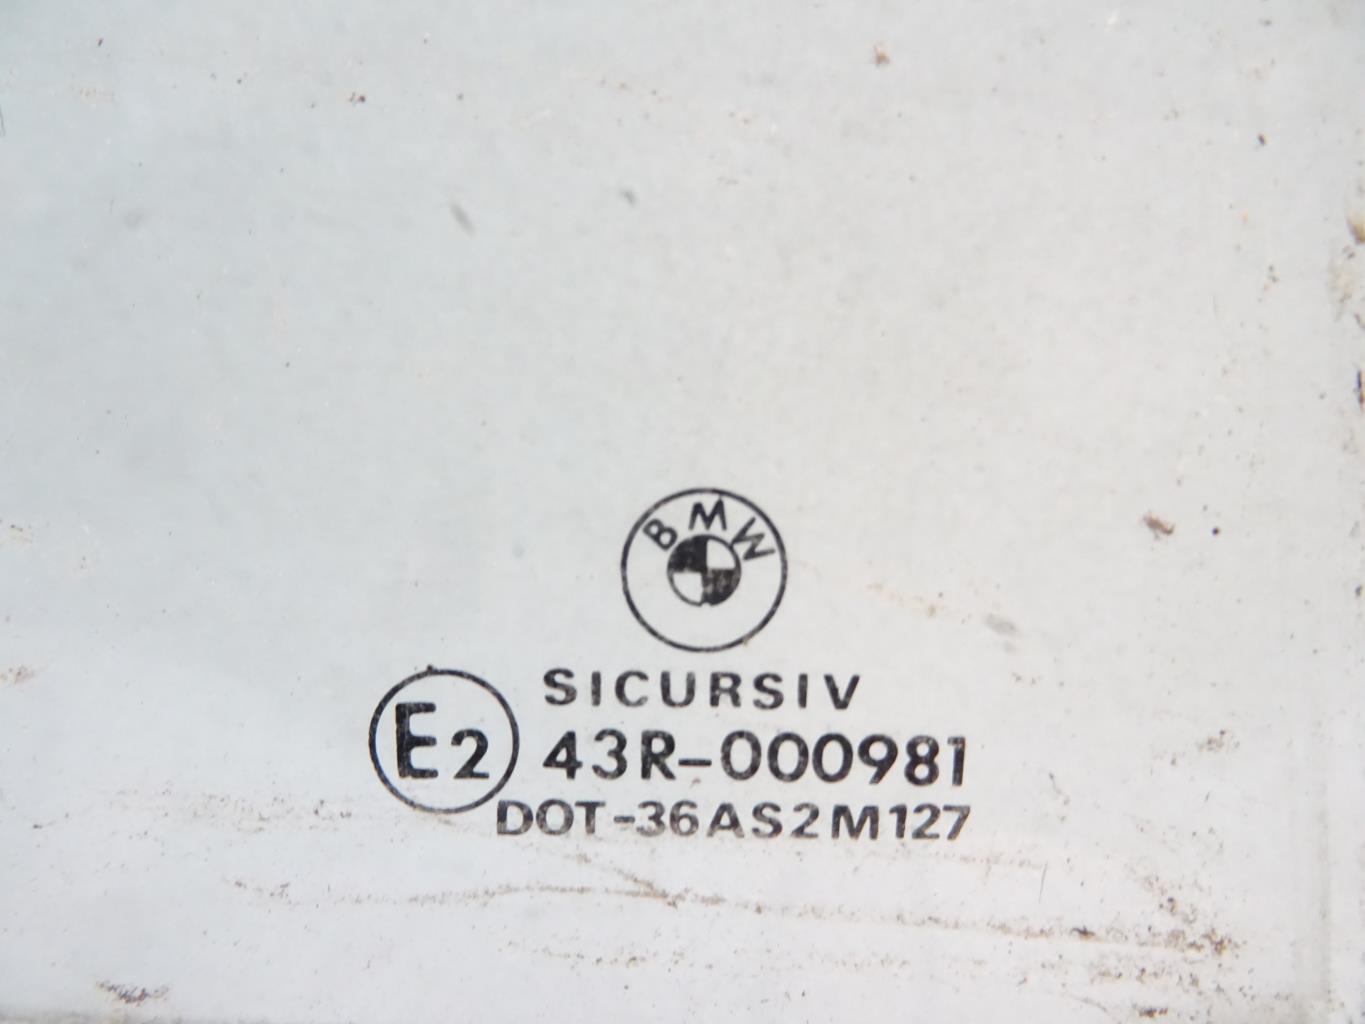 BMW
SICURSIV
E2 43R-000981
DOT-36AS2M127